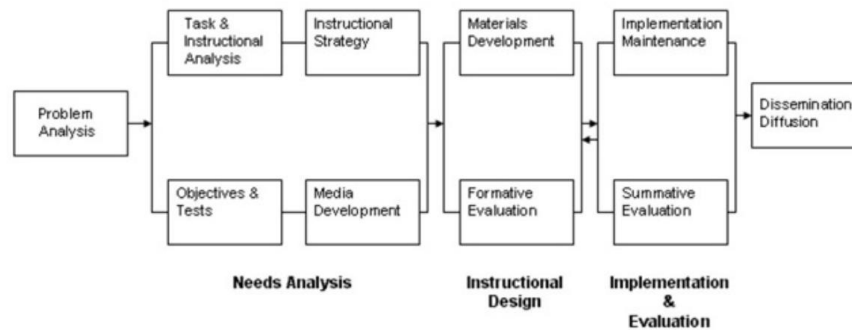 Problem
Analysis
Task &
Instructional
Analysis
Instructional
Strategy
Objectives &
Tests
Media
Development
Materials
Development
Formative
Evaluation
Implementation
Maintenance
Summative
Evaluation
Dissemination
Diffusion
Needs Analysis
Instructional
Design
Implementation
&
Evaluation